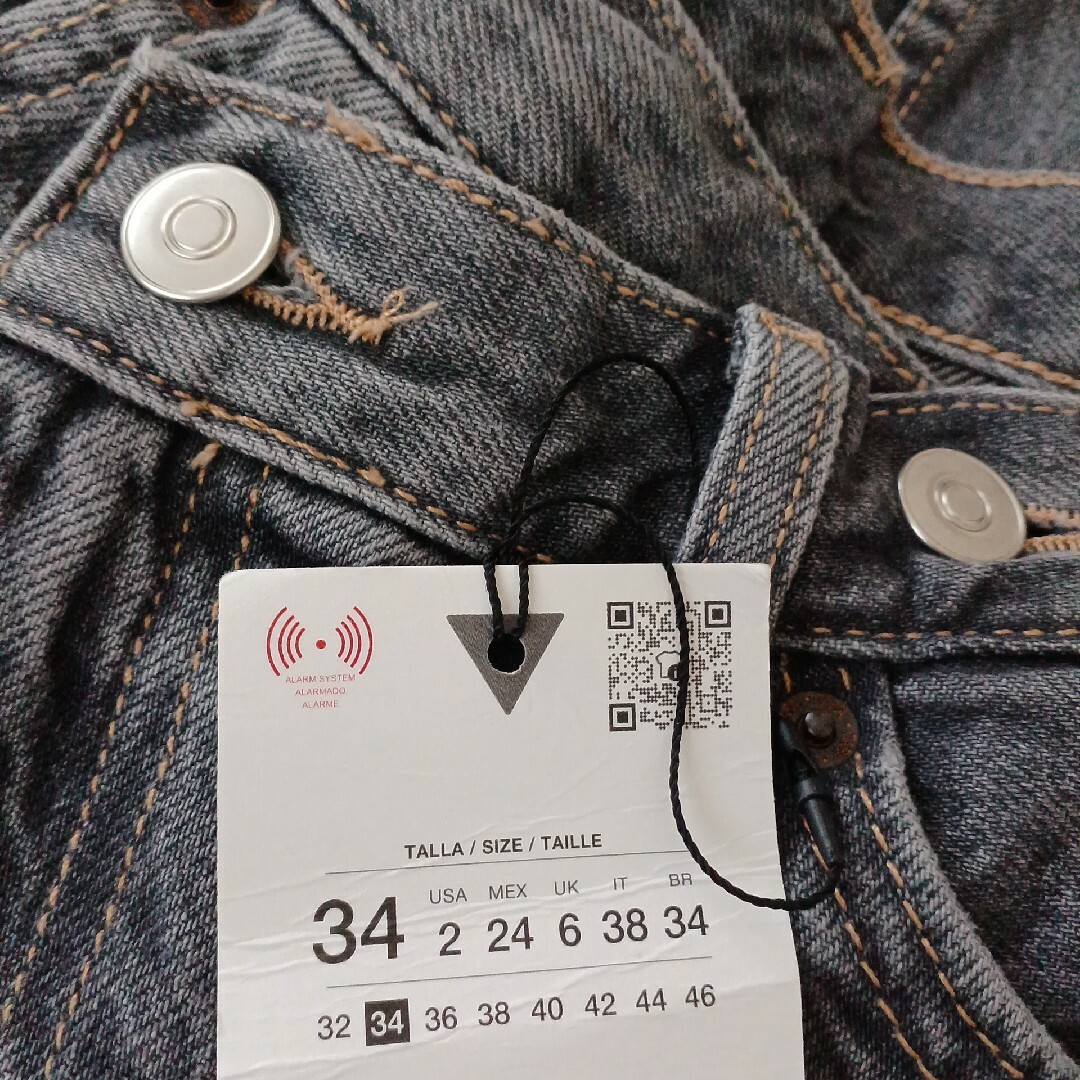 ALARM SYSTEM
ALARMADO
ALARME
TALLA / SIZE / TAILLE
34
USA MEX UK IT BR
2 24 6 38 34
32 34 36 38 40 42 44 46